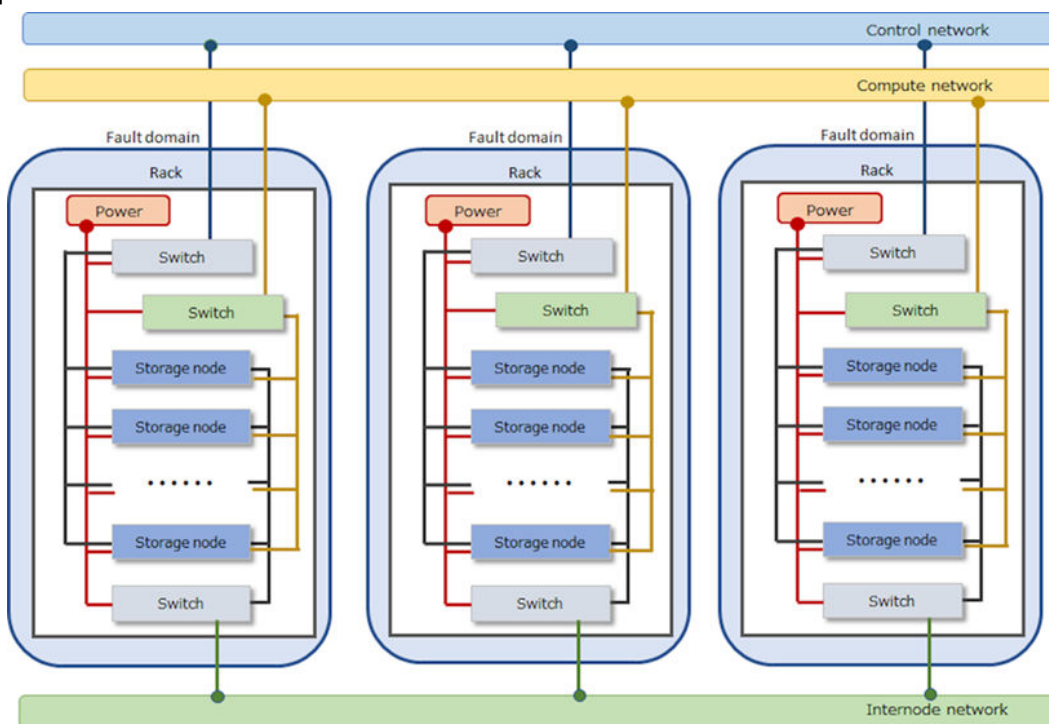 Control network
Compute network
Fault domain
Rack
Power
Switch
Switch
Storage node
Storage node
......
Storage node
Switch
Fault domain
Rack
Power
Switch
Switch
Storage node
Storage node
......
Storage node
Switch
Fault domain
Rack
Power
Switch
Switch
Storage node
Storage node
......
Storage node
Switch
Internode network